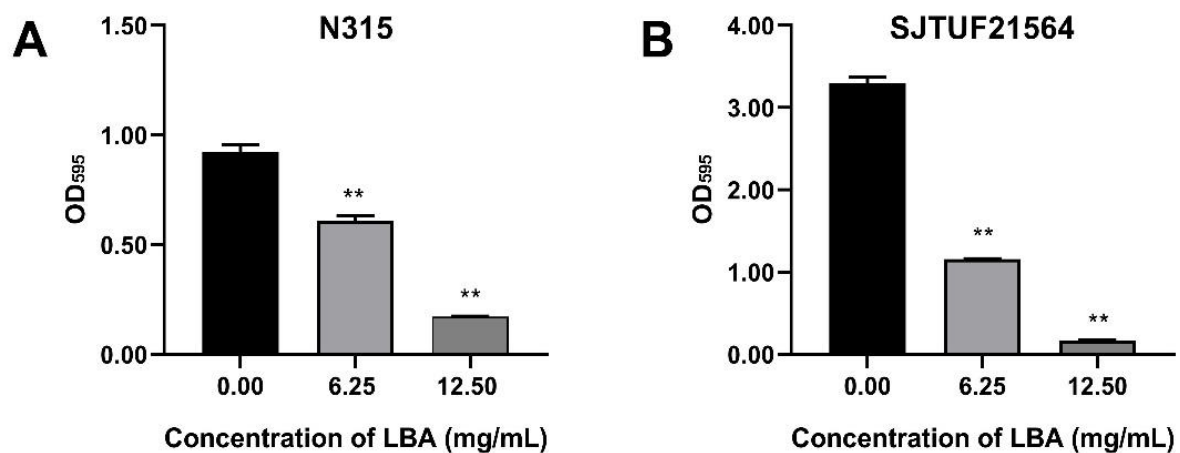 A
N315
1.50
1.00
0.50
0.00
OD595
**
**
0.00 6.25 12.50
Concentration of LBA (mg/mL)
B
SJTUF21564
4.00
3.00
2.00
1.00
0.00
OD595
**
**
0.00 6.25 12.50
Concentration of LBA (mg/mL)